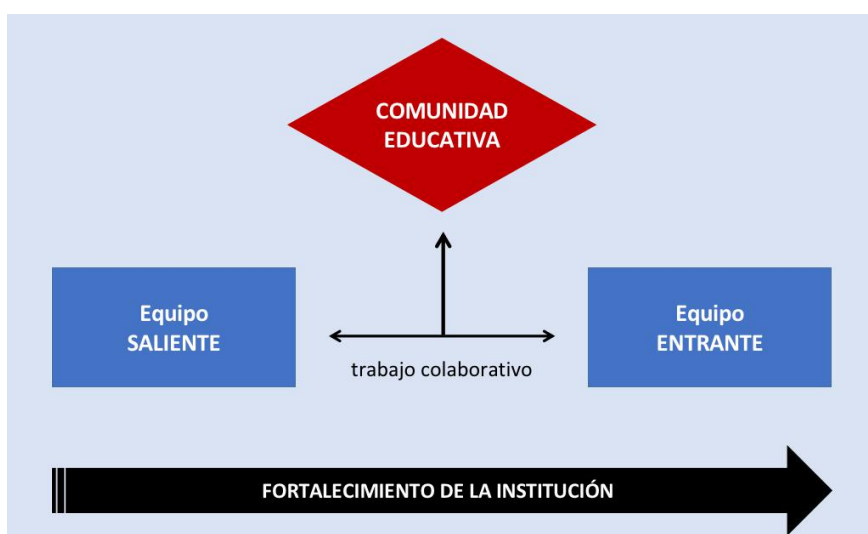 COMUNIDAD
EDUCATIVA
Equipo
SALIENTE
Equipo
ENTRANTE
trabajo colaborativo
FORTALECIMIENTO DE LA INSTITUCIÓN